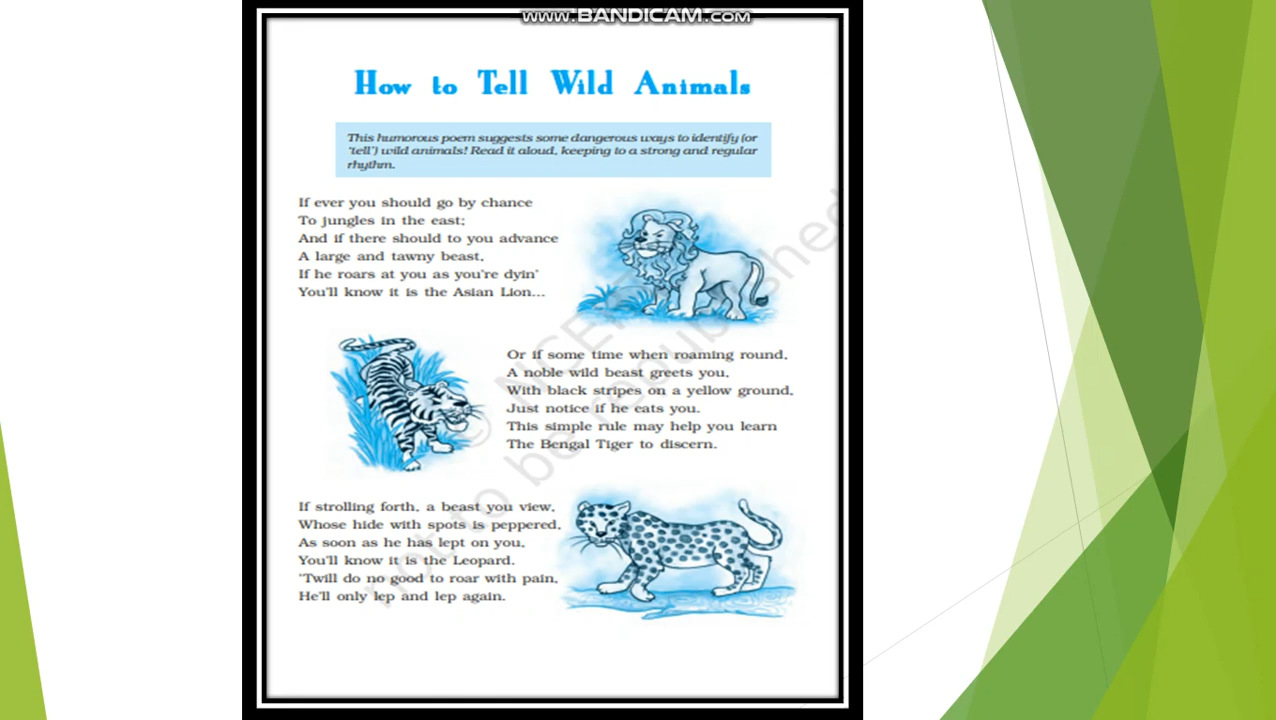 www.BANDICAM.com
How to Tell Wild Animals
This humorous poem suggests some dangerous ways to identify (or
'tell') wild animals! Read it aloud, keeping to a strong and regular
rhythm.
If ever you should go by chance
To jungles in the east;
And if there should to you advance
A large and tawny beast,
If he roars at you as you're dyin'
You'll know it is the Asian Lion...
Or if some time when roaming round,
A noble wild beast greets you,
With black stripes on a yellow ground,
Just notice if he eats you.
This simple rule may help you learn
The Bengal Tiger to discern.
If strolling forth, a beast you view,
Whose hide with spots is peppered,
As soon as he has lept on you,
You'll know it is the Leopard.
'Twill do no good to roar with pain,
He'll only lep and lep again.
© NCERT
not to be republished